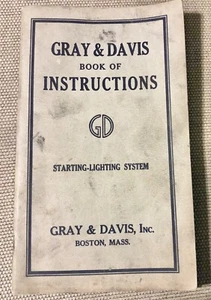 GRAY & DAVIS
BOOK OF
INSTRUCTIONS
GD
STARTING-LIGHTING SYSTEM
GRAY & DAVIS, INC.
BOSTON, MASS.